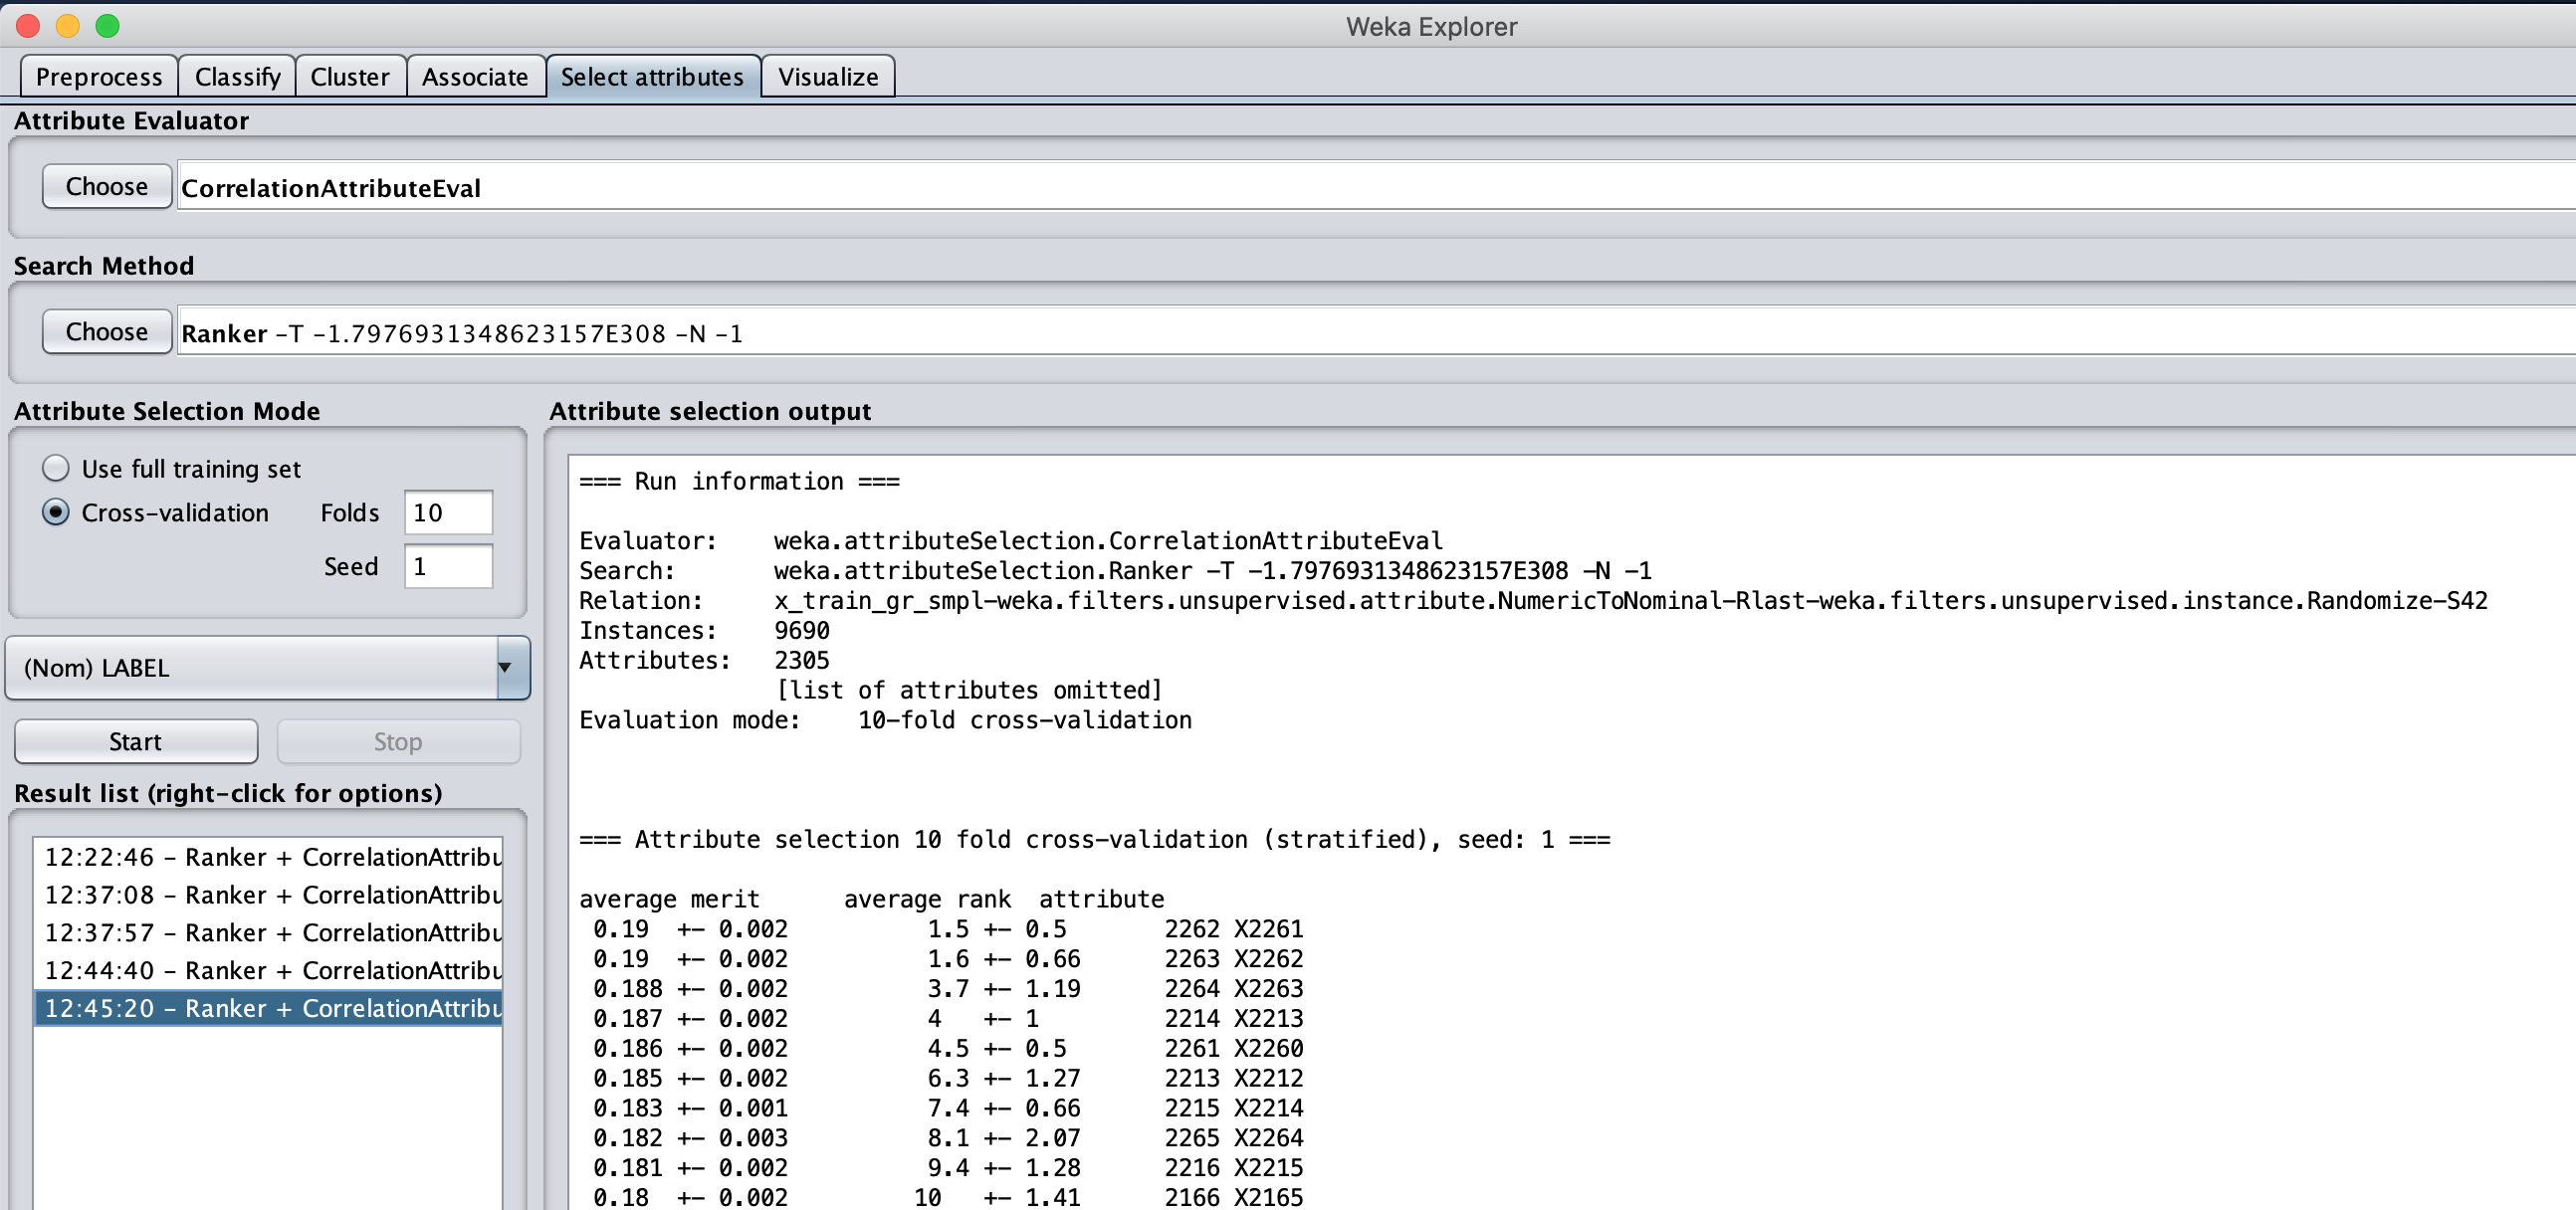 Weka Explorer
Preprocess Classify Cluster Associate Select attributes Visualize
Attribute Evaluator
Choose CorrelationAttributeEval
Search Method
Choose Ranker -T -1.7976931348623157E308 -N -1
Attribute Selection Mode
Use full training set
Cross-validation Folds 10
Seed 1
(Nom) LABEL
Start Stop
Result list (right-click for options)
12:22:46 - Ranker + CorrelationAttribu
12:37:08 - Ranker + CorrelationAttribu
12:37:57 - Ranker + CorrelationAttribu
12:44:40 - Ranker + CorrelationAttribu
12:45:20 - Ranker + CorrelationAttribu
Attribute selection output
=== Run information ===
Evaluator: weka.attributeSelection.CorrelationAttributeEval
Search: weka.attributeSelection.Ranker -T -1.7976931348623157E308 -N -1
Relation: x_train_gr_smpl-weka.filters.unsupervised.attribute.NumericToNominal-Rlast-weka.filters.unsupervised.instance.Randomize-S42
Instances: 9690
Attributes: 2305
[list of attributes omitted]
Evaluation mode: 10-fold cross-validation
=== Attribute selection 10 fold cross-validation (stratified), seed: 1 ===
average merit average rank attribute
0.19 +- 0.002 1.5 +- 0.5 2262 X2261
0.19 +- 0.002 1.6 +- 0.66 2263 X2262
0.188 +- 0.002 3.7 +- 1.19 2264 X2263
0.187 +- 0.002 4 +- 1 2214 X2213
0.186 +- 0.002 4.5 +- 0.5 2261 X2260
0.185 +- 0.002 6.3 +- 1.27 2213 X2212
0.183 +- 0.001 7.4 +- 0.66 2215 X2214
0.182 +- 0.003 8.1 +- 2.07 2265 X2264
0.181 +- 0.002 9.4 +- 1.28 2216 X2215
0.18 +- 0.002 10 +- 1.41 2166 X2165